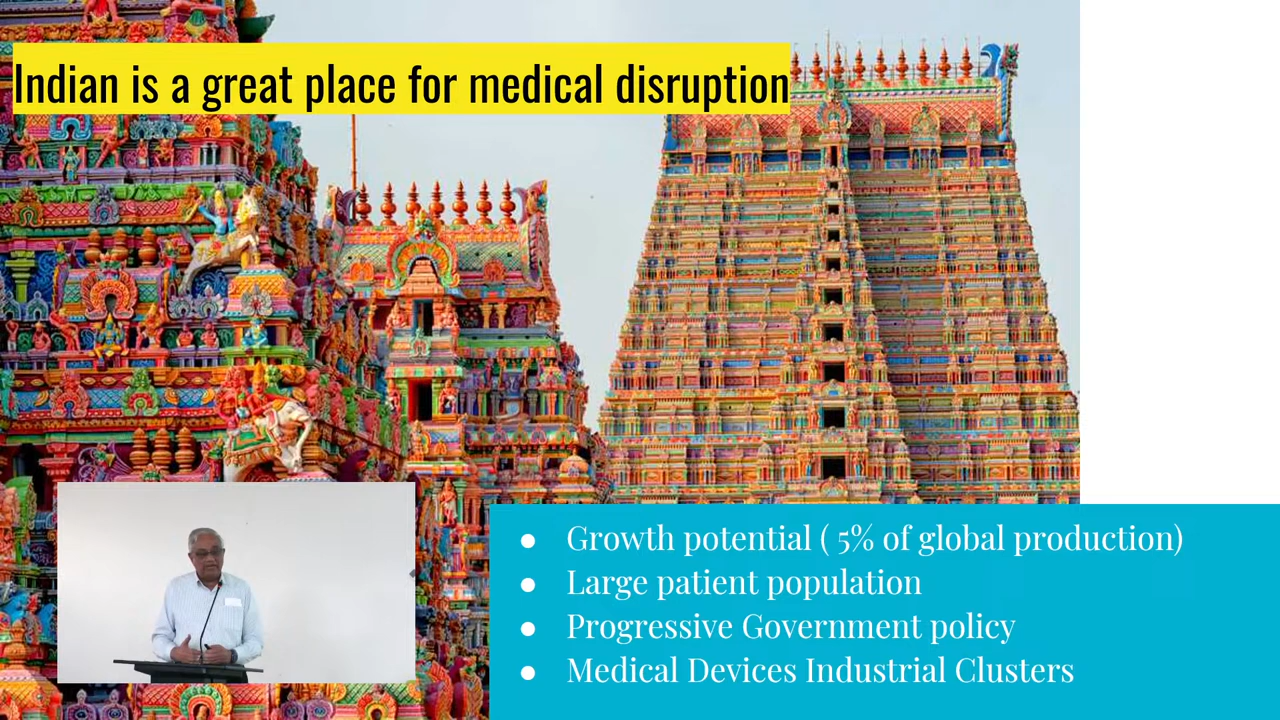 Indian is a great place for medical disruption
● Growth potential ( 5% of global production)
● Large patient population
● Progressive Government policy
● Medical Devices Industrial Clusters